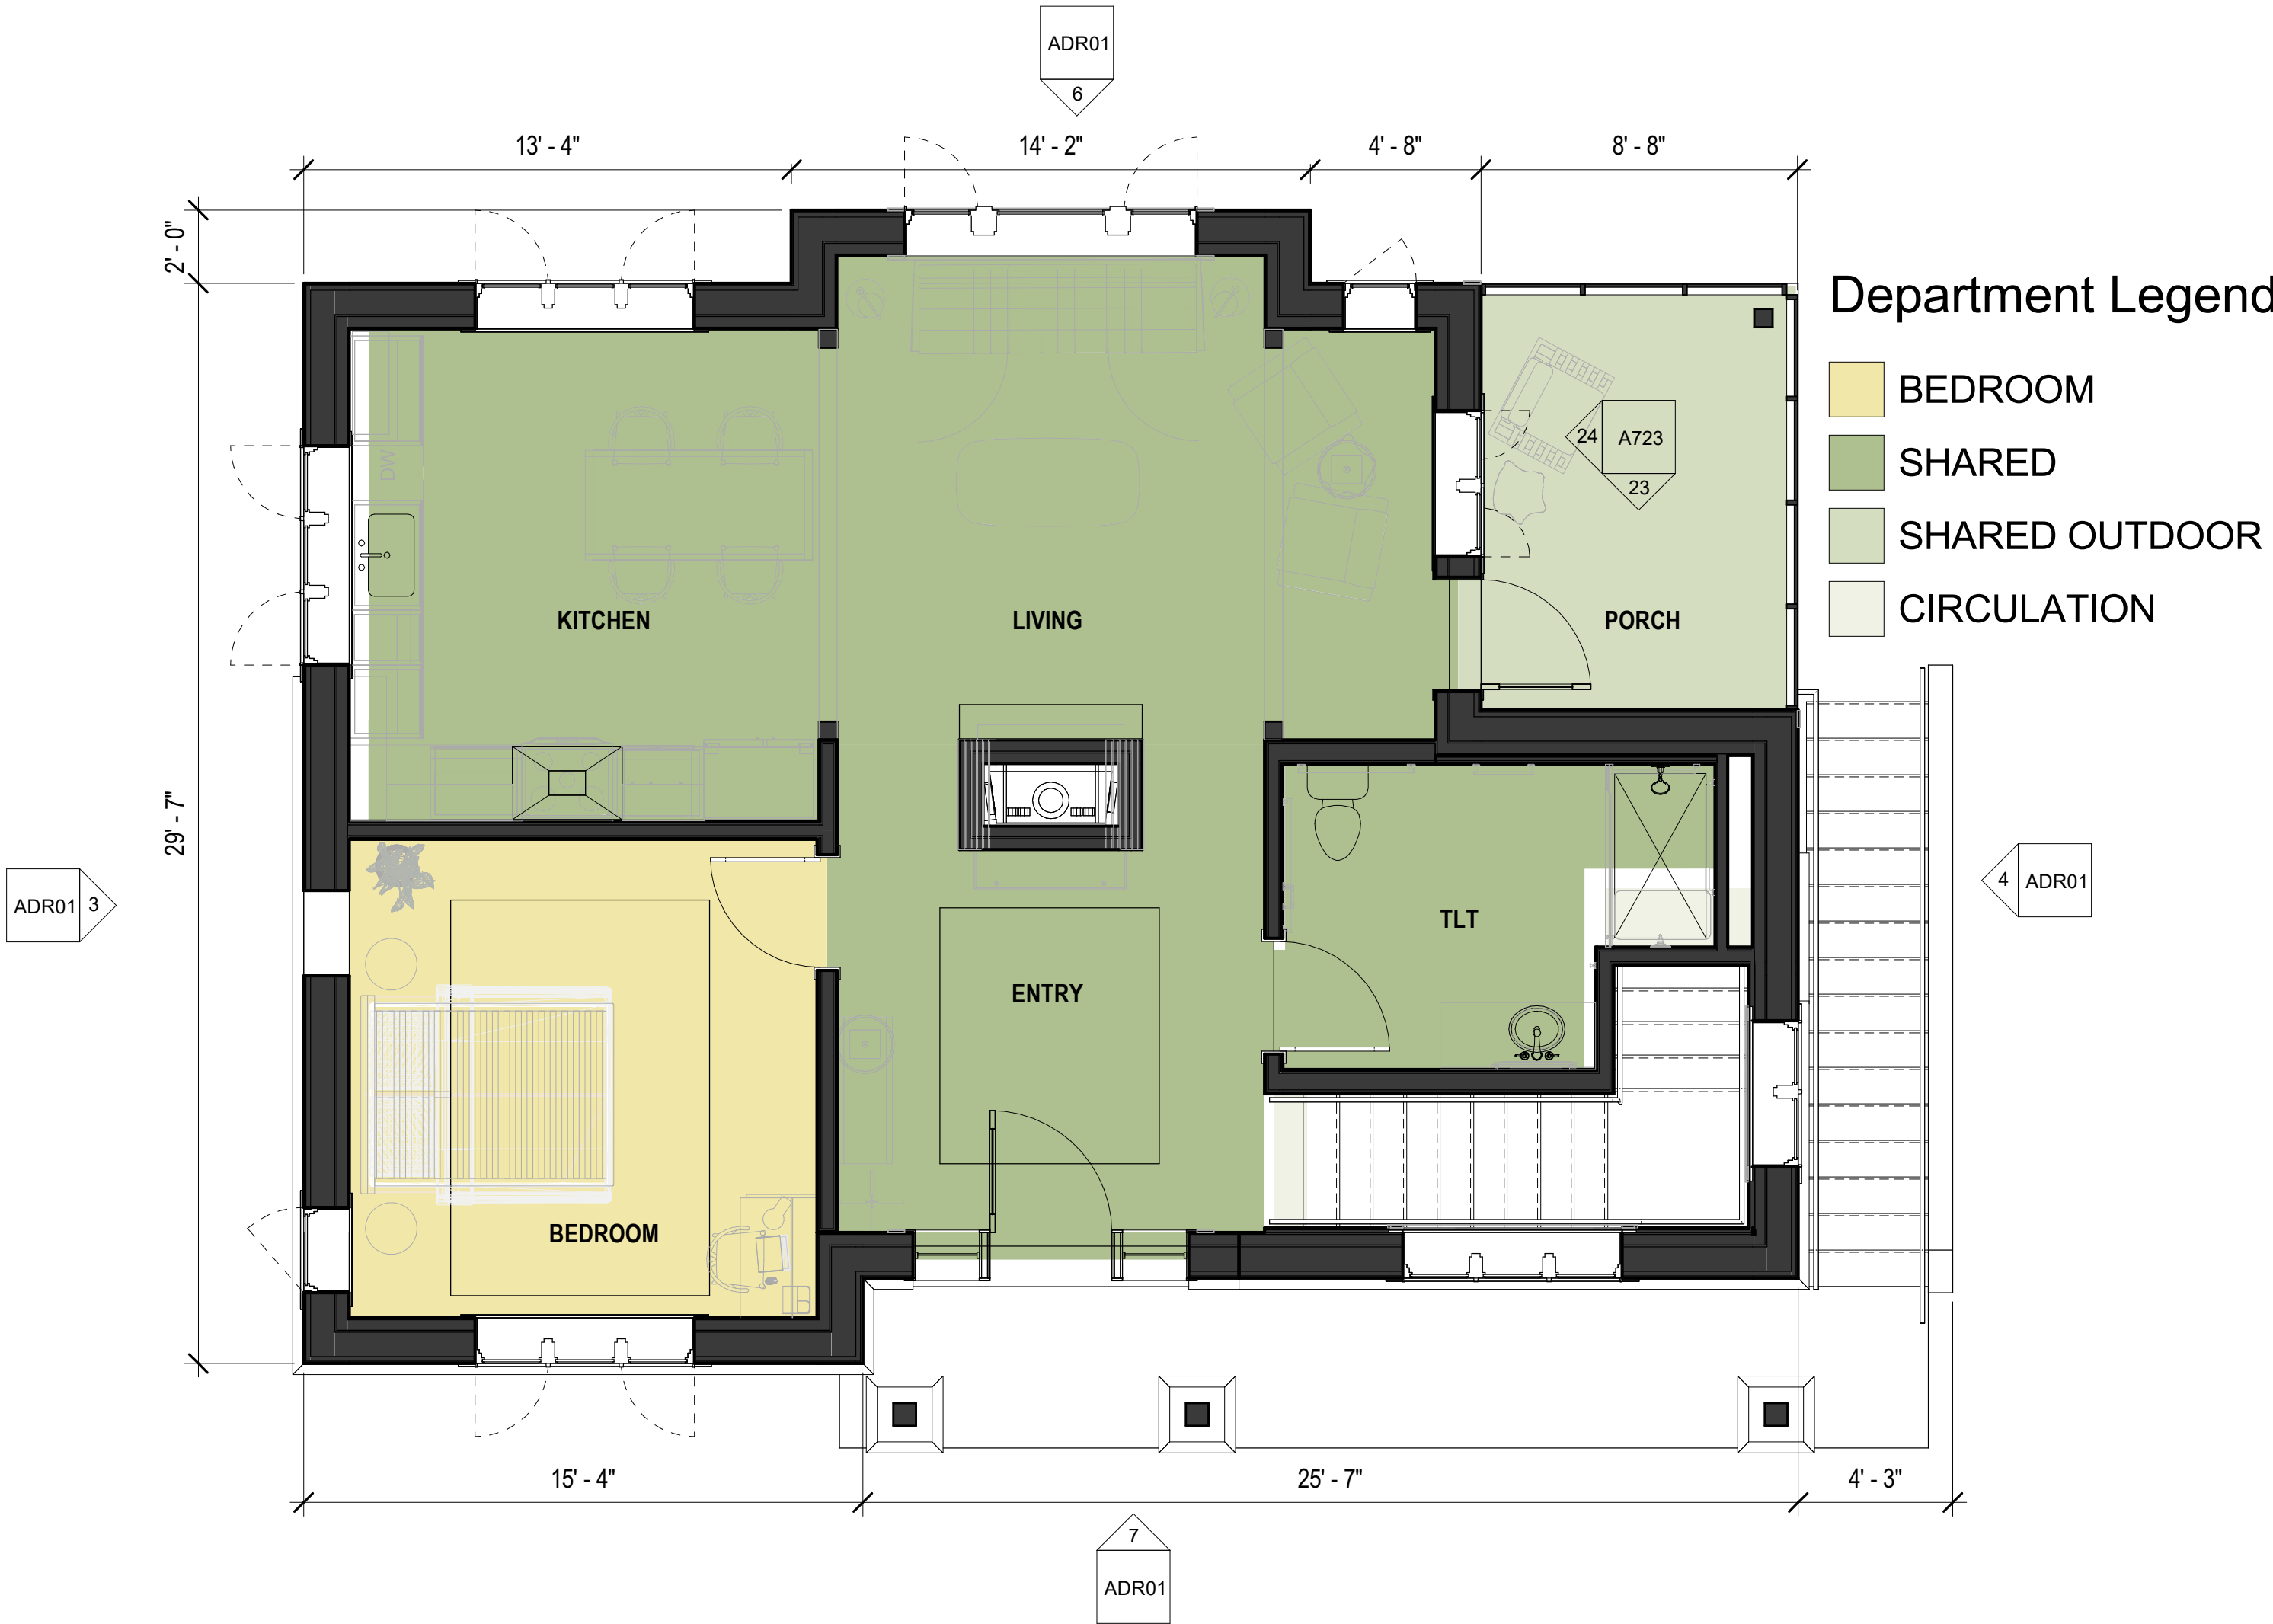 ADR01
6
13' - 4"
14' - 2"
4' - 8"
8' - 8"
2' - 0"
Department Legend
BEDROOM
SHARED
SHARED OUTDOOR
CIRCULATION
24
A723
23
DW
KITCHEN
LIVING
PORCH
29' - 7"
ADR01
3
4
ADR01
TLT
ENTRY
BEDROOM
15' - 4"
25' - 7"
4' - 3"
7
ADR01